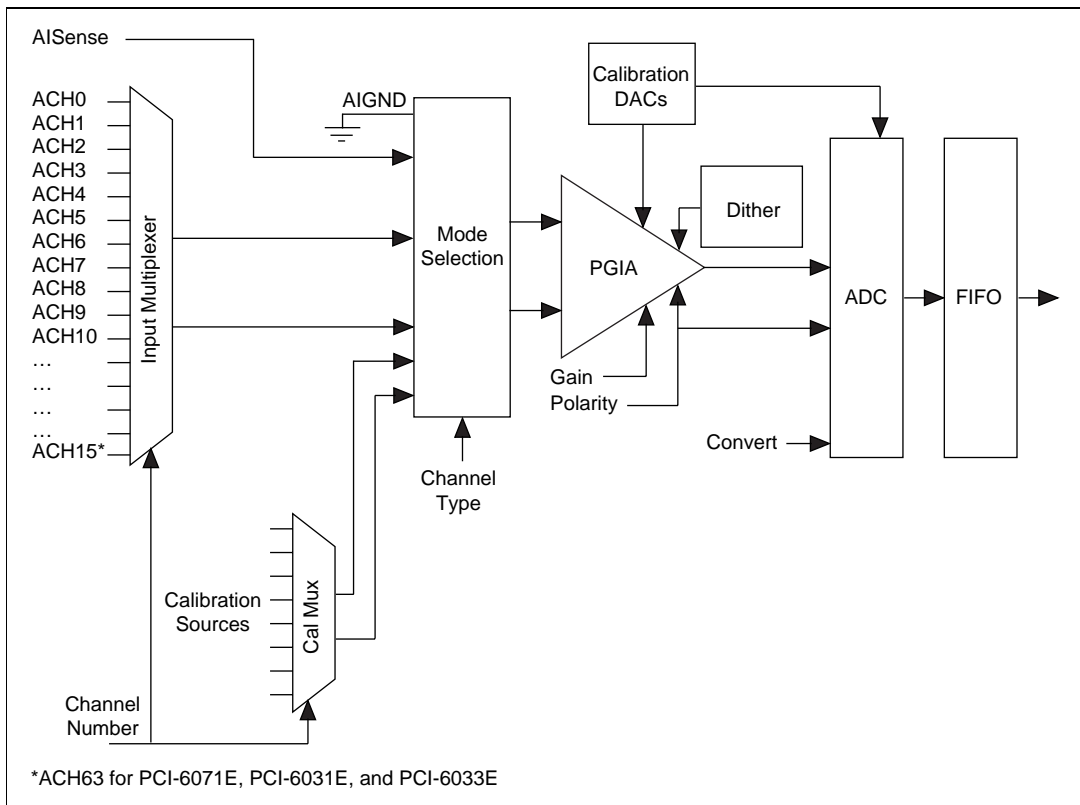 AISense
ACH0
ACH1
ACH2
ACH3
ACH4
ACH5
ACH6
ACH7
ACH8
ACH9
ACH10
…
…
…
…
ACH15*
Input Multiplexer
AIGND
Mode
Selection
Channel
Type
Calibration
DACs
Dither
PGIA
Gain
Polarity
Convert
ADC
FIFO
Calibration
Sources
Cal Mux
Channel
Number
*ACH63 for PCI-6071E, PCI-6031E, and PCI-6033E